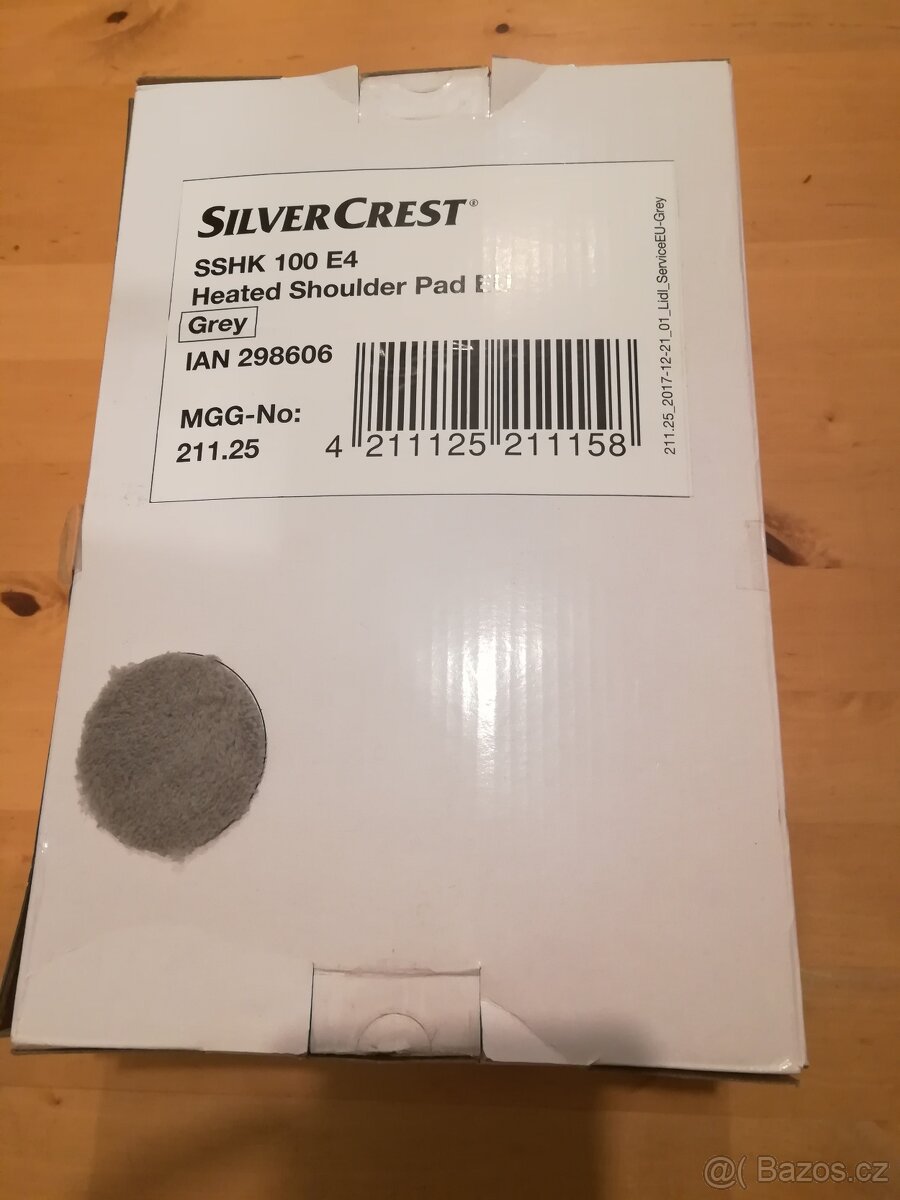 SILVERCREST®
SSHK 100 E4
Heated Shoulder Pad EU
Grey
IAN 298606
MGG-No:
211.25
4 211125 211158
211.25_2017-12-21_01_Lidl_ServiceEU-Grey
@( Bazos.cz